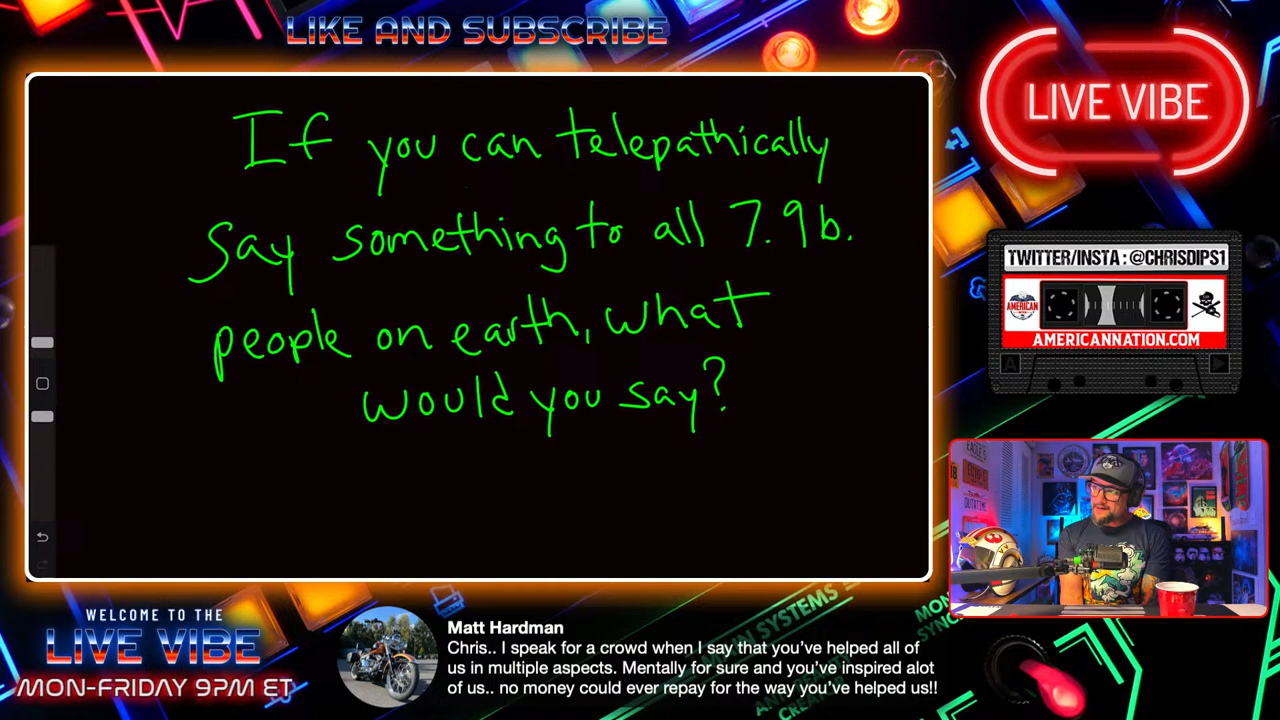 LIKE AND SUBSCRIBE
LIVE VIBE
If you can telepathically
say something to all 7.9 b.
people on earth, what
would you say?
TWITTER/INSTA : @CHRISDIPS1
AMERICAN
AMERICANNATION.COM
A
WELCOME TO THE
LIVE VIBE
MON-FRIDAY 9PM ET
Matt Hardman
Chris.. I speak for a crowd when I say that you’ve helped all of
us in multiple aspects. Mentally for sure and you’ve inspired alot
of us.. no money could ever repay for the way you’ve helped us!!
SYSTEMS
OUTATIME